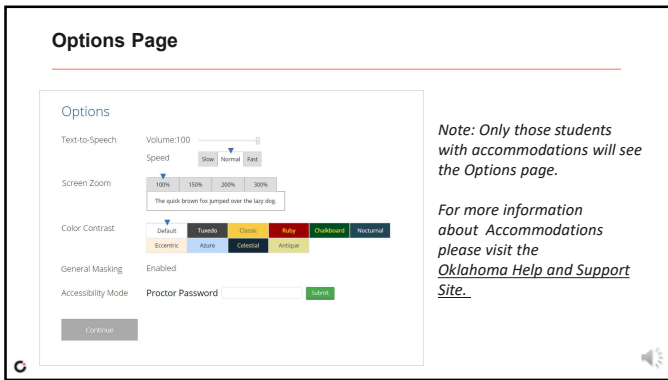 Options Page
Options
Text-to-Speech Volume:100
Speed Slow Normal Fast
Screen Zoom 100% 150% 200% 300%
The quick brown fox jumped over the lazy dog.
Color Contrast Default Tuxedo Classic Ruby Chalkboard Nocturnal
Eccentric Azure Celestial Antique
General Masking Enabled
Accessibility Mode Proctor Password Submit
Continue
Note: Only those students
with accommodations will see
the Options page.
For more information
about Accommodations
please visit the
Oklahoma Help and Support
Site.